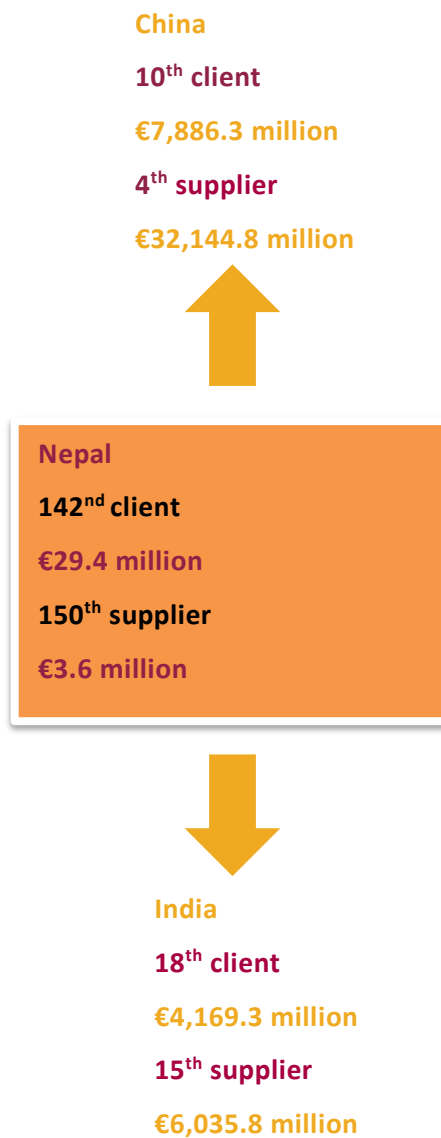 China
10th client
€7,886.3 million
4th supplier
€32,144.8 million
Nepal
142nd client
€29.4 million
150th supplier
€3.6 million
India
18th client
€4,169.3 million
15th supplier
€6,035.8 million